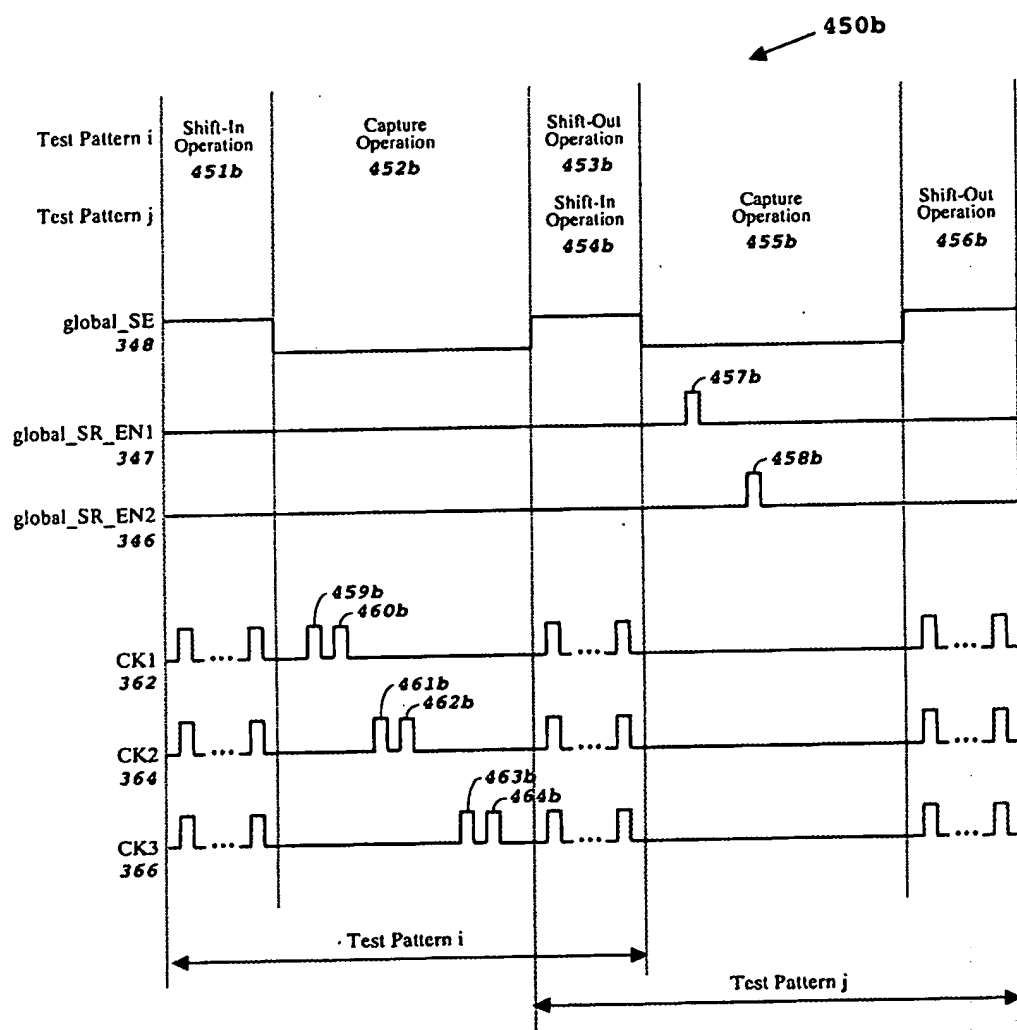 450b
Test Pattern i
Shift-In
Operation
451b
Capture
Operation
452b
Shift-Out
Operation
453b
Test Pattern j
Shift-In
Operation
454b
Capture
Operation
455b
Shift-Out
Operation
456b
global_SE
348
457b
global_SR_EN1
347
458b
global_SR_EN2
346
459b
460b
CK1
362
461b
462b
CK2
364
463b
464b
CK3
366
Test Pattern i
Test Pattern j